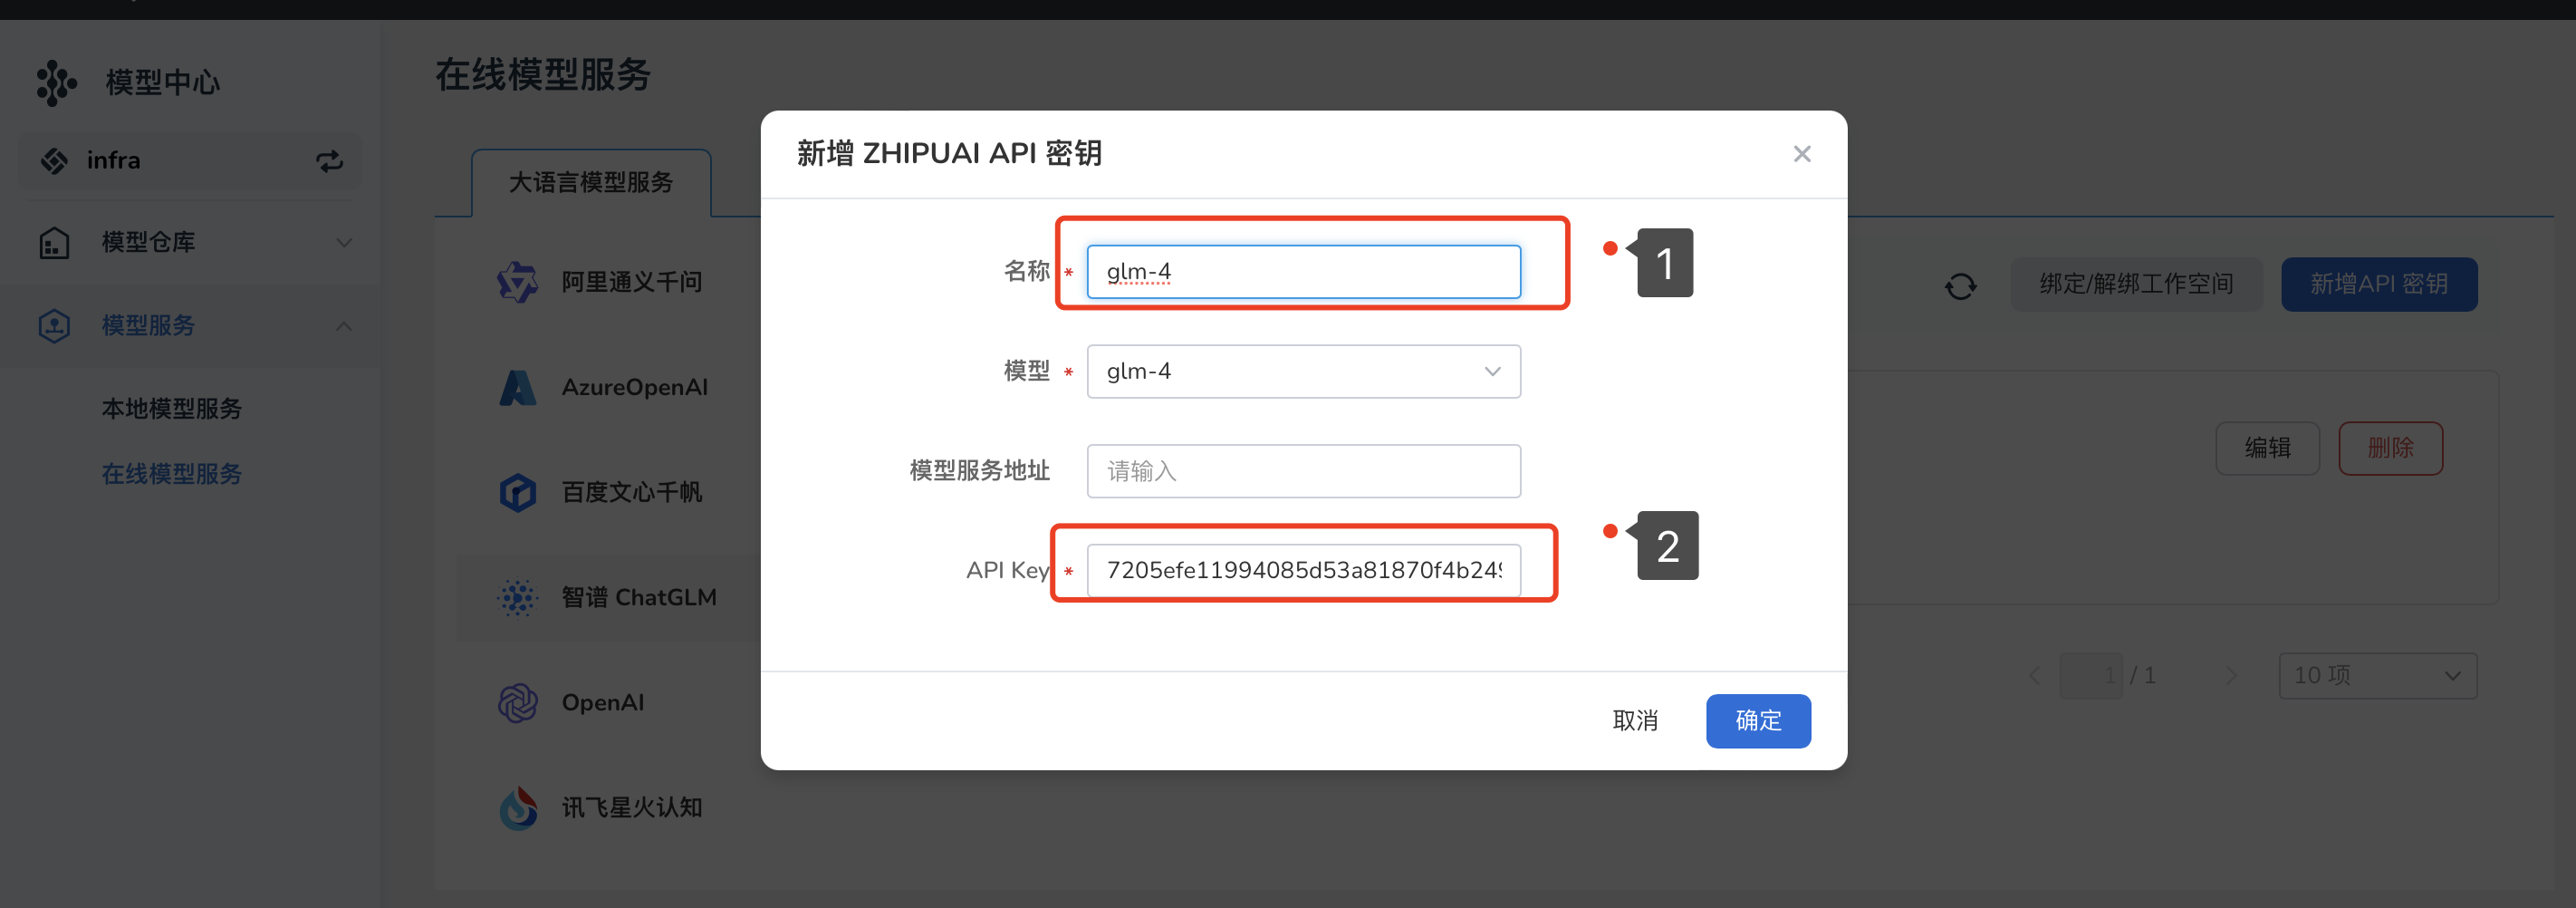 模型中心
infra
模型仓库
模型服务
本地模型服务
在线模型服务
在线模型服务
大语言模型服务
阿里通义千问
AzureOpenAI
百度文心千帆
智谱 ChatGLM
OpenAI
讯飞星火认知
绑定/解绑工作空间
新增API 密钥
编辑
删除
1 / 1
10 项
新增 ZHIPUAI API 密钥
名称 * glm-4
1
模型 * glm-4
模型服务地址 请输入
2
API Key * 7205efe11994085d53a81870f4b249
取消
确定